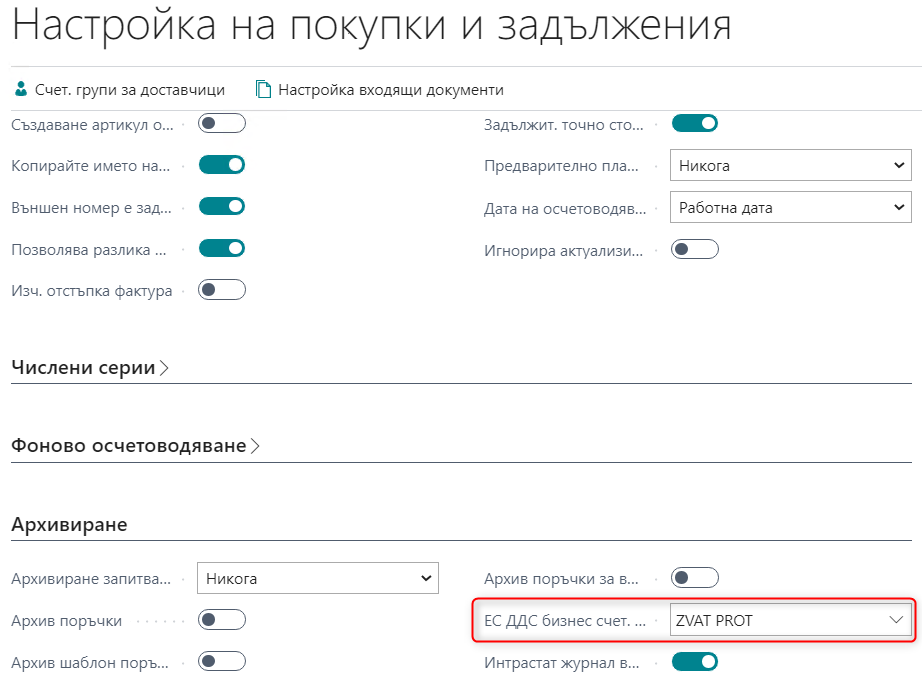 Настройка на покупки и задължения
Счет. групи за доставчици
Настройка входящи документи
Създаване артикул о...
Задължит. точно сто...
Копирайте името на...
Предварително пла...
Никога
Външен номер е зад...
Дата на осчетоводяв...
Работна дата
Позволява разлика ...
Игнорира актуализи...
Изч. отстъпка фактура
Числени серии
Фоново осчетоводяване
Архивиране
Архивиране запитва...
Никога
Архив поръчки за в...
Архив поръчки
ЕС ДДС бизнес счет. ...
ZVAT PROT
Архив шаблон поръ...
Интрастат журнал в...